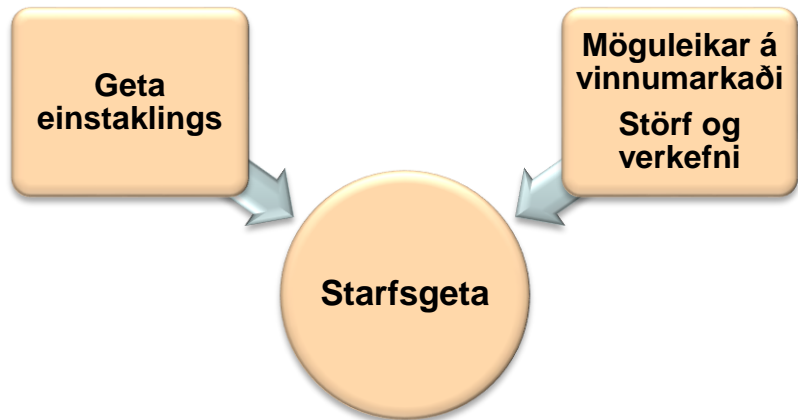 Geta
einstaklings
Möguleikar á
vinnumarkaði
Störf og
verkefni
Starfsgeta